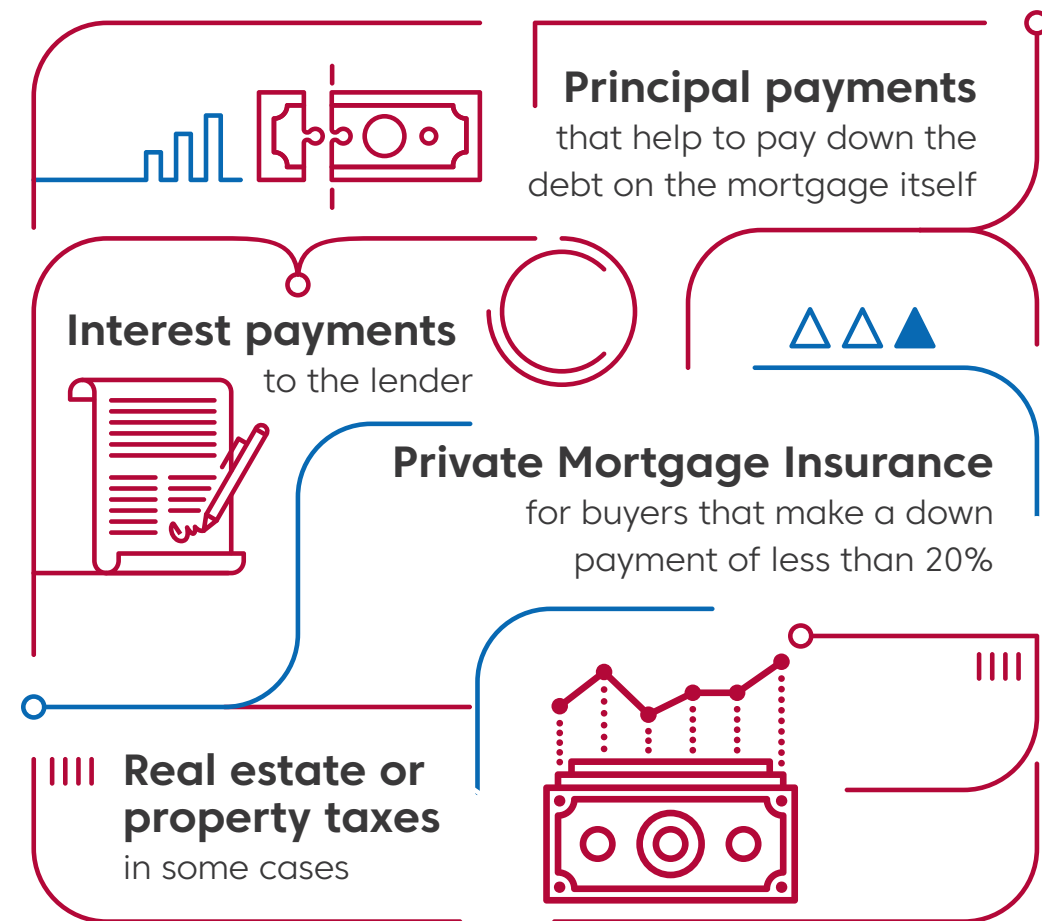 Principal payments
that help to pay down the
debt on the mortgage itself
Interest payments
to the lender
Private Mortgage Insurance
for buyers that make a down
payment of less than 20%
Real estate or
property taxes
in some cases